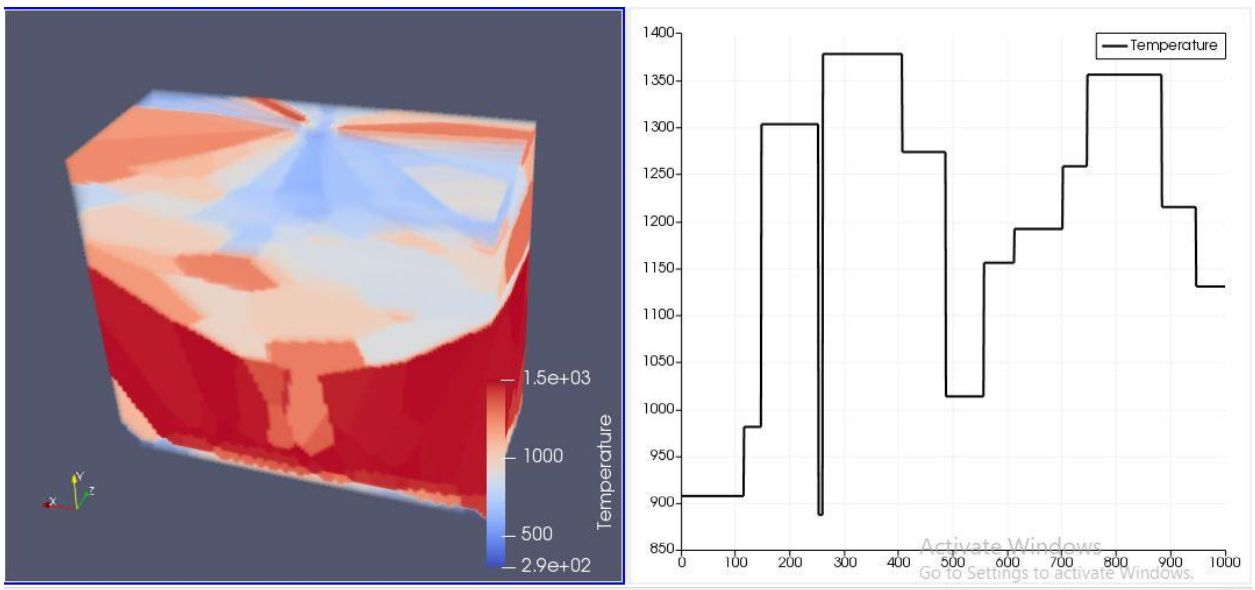 1.5e+03
1000
500
2.9e+02
Temperature
X
Y
Z
Temperature
1400
1350
1300
1250
1200
1150
1100
1050
1000
950
900
850
0 100 200 300 400 500 600 700 800 900 1000
Activate Windows
Go to Settings to activate Windows.